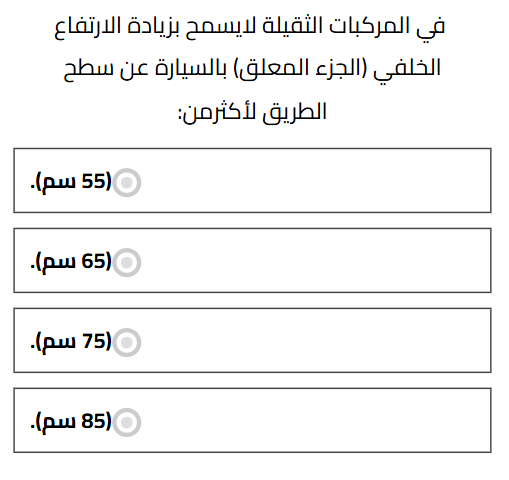 في المركبات الثقيلة لايسمح بزيادة الارتفاع
الخلفي (الجزء المعلق) بالسيارة عن سطح
الطريق لأكثرمن:
(55 سم).
(65 سم).
(75 سم).
(85 سم).